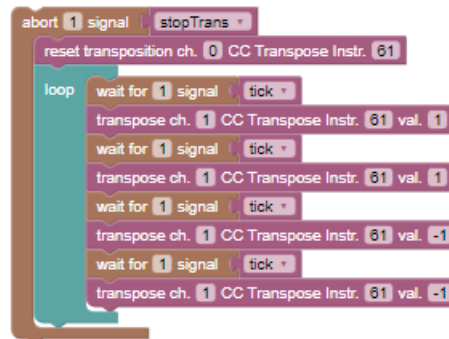 abort 1 signal stopTrans
reset transposition ch. 0 CC Transpose Instr. 61
loop wait for 1 signal tick
transpose ch. 1 CC Transpose Instr. 61 val. 1
wait for 1 signal tick
transpose ch. 1 CC Transpose Instr. 61 val. 1
wait for 1 signal tick
transpose ch. 1 CC Transpose Instr. 61 val. -1
wait for 1 signal tick
transpose ch. 1 CC Transpose Instr. 61 val. -1